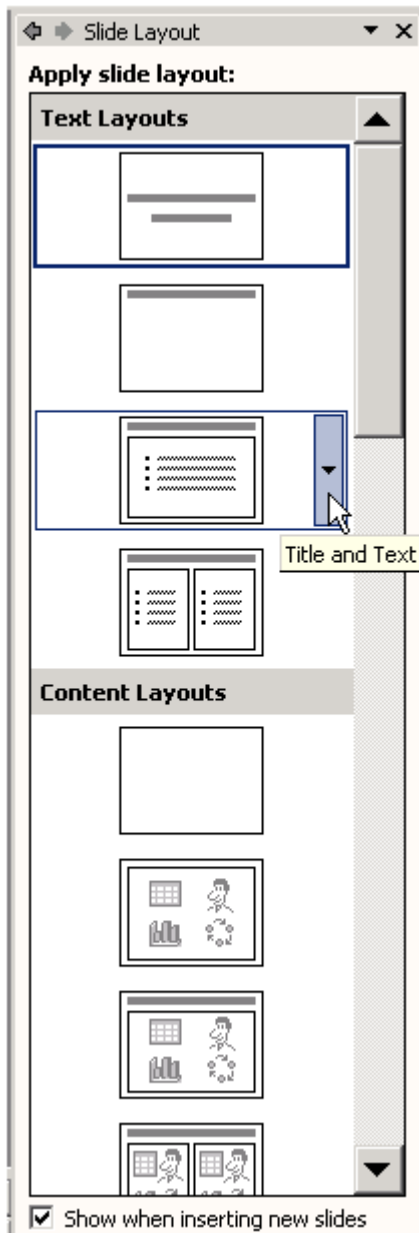 Slide Layout
Apply slide layout:
Text Layouts
Title and Text
Content Layouts
Show when inserting new slides